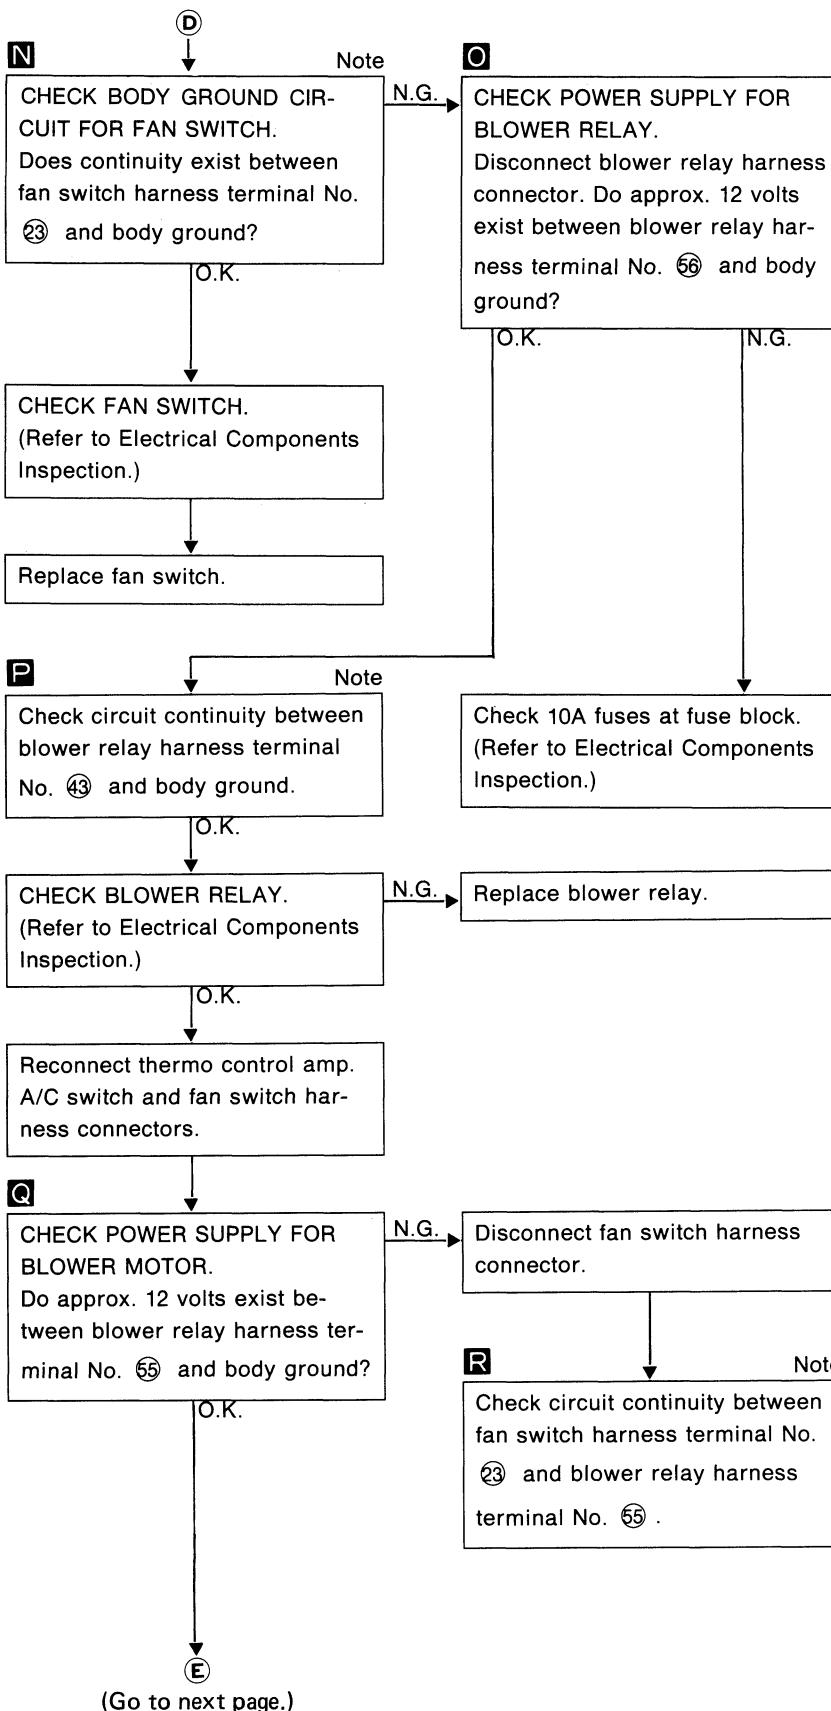 D
N
Note
CHECK BODY GROUND CIR-
CUIT FOR FAN SWITCH.
Does continuity exist between
fan switch harness terminal No.
23 and body ground?
N.G.
O
CHECK POWER SUPPLY FOR
BLOWER RELAY.
Disconnect blower relay harness
connector. Do approx. 12 volts
exist between blower relay har-
ness terminal No. 56 and body
ground?
O.K.
O.K.
N.G.
CHECK FAN SWITCH.
(Refer to Electrical Components
Inspection.)
Replace fan switch.
P
Note
Check circuit continuity between
blower relay harness terminal
No. 43 and body ground.
Check 10A fuses at fuse block.
(Refer to Electrical Components
Inspection.)
O.K.
CHECK BLOWER RELAY.
(Refer to Electrical Components
Inspection.)
N.G.
Replace blower relay.
O.K.
Reconnect thermo control amp.
A/C switch and fan switch har-
ness connectors.
Q
CHECK POWER SUPPLY FOR
BLOWER MOTOR.
Do approx. 12 volts exist be-
tween blower relay harness ter-
minal No. 55 and body ground?
N.G.
Disconnect fan switch harness
connector.
O.K.
R
Note
Check circuit continuity between
fan switch harness terminal No.
23 and blower relay harness
terminal No. 55 .
E
(Go to next page.)